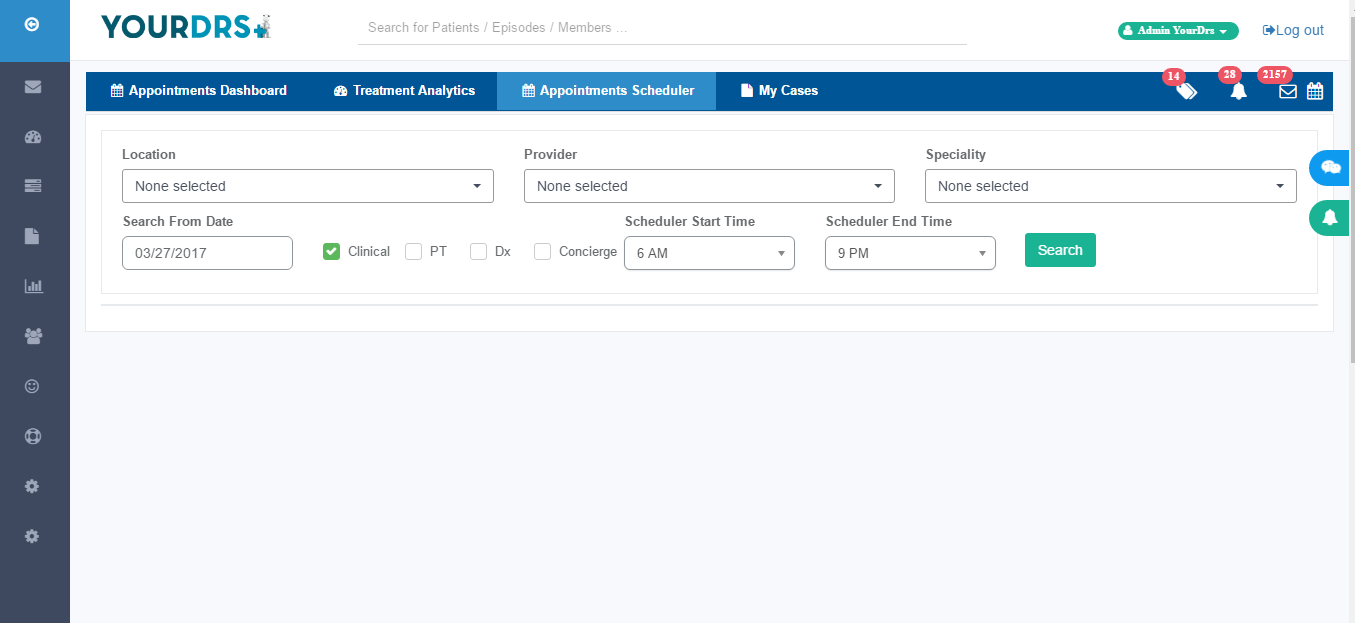 YOURDRS
Search for Patients / Episodes / Members ...
Admin YourDrs
Log out
Appointments Dashboard
Treatment Analytics
Appointments Scheduler
My Cases
14
28
2157
Location
Provider
Speciality
None selected
None selected
None selected
Search From Date
Scheduler Start Time
Scheduler End Time
03/27/2017
Clinical
PT
Dx
Concierge
6 AM
9 PM
Search